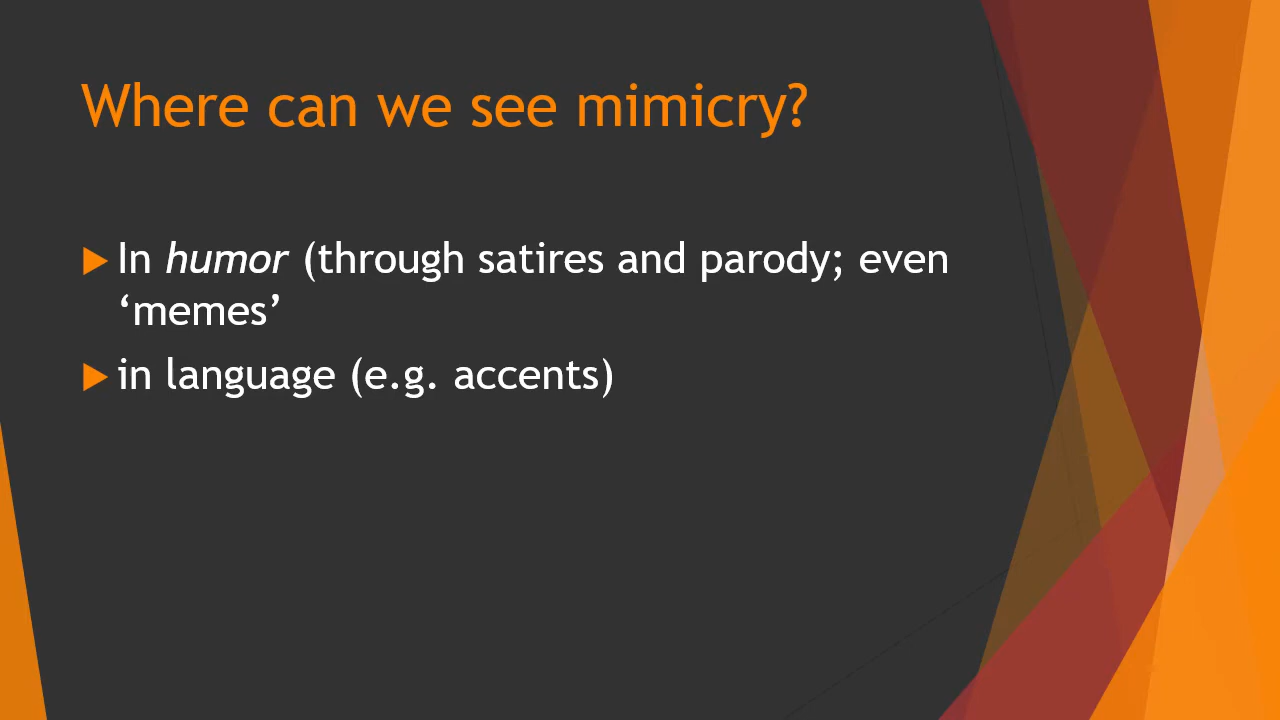 Where can we see mimicry?
In humor (through satires and parody; even
‘memes’
in language (e.g. accents)